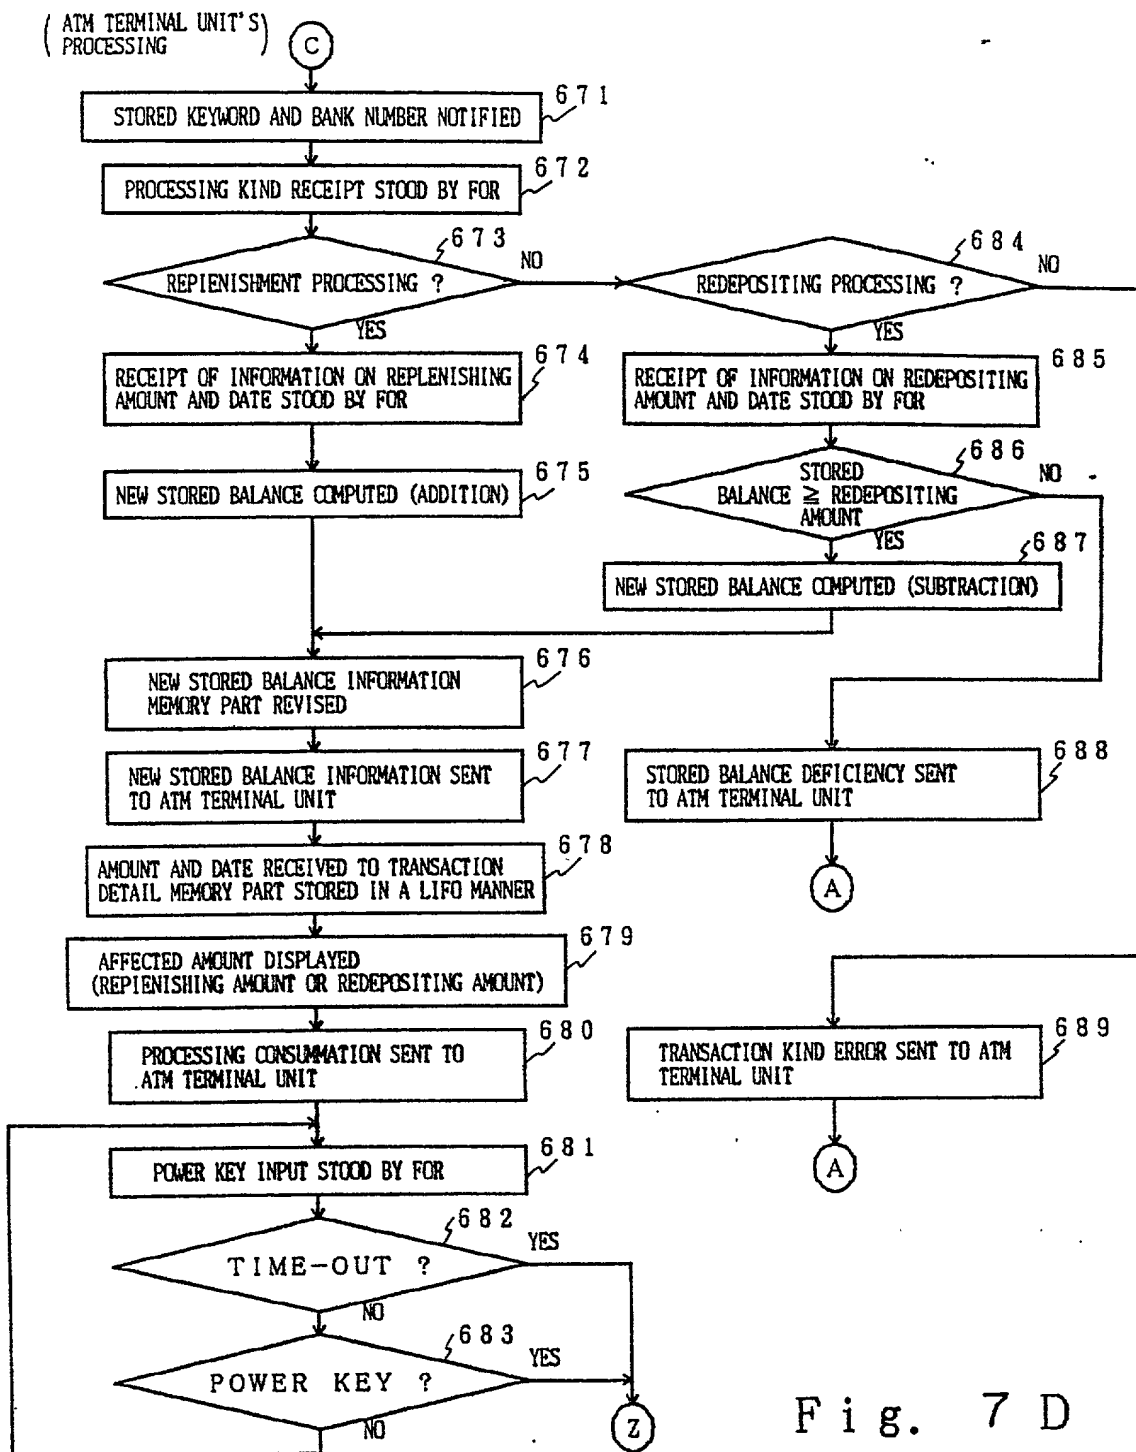 ( ATM TERMINAL UNIT'S )
PROCESSING
C
671
STORED KEYWORD AND BANK NUMBER NOTIFIED
672
PROCESSING KIND RECEIPT STOOD BY FOR
673
REPIENISHMENT PROCESSING ?
NO
YES
684
REDEPOSITING PROCESSING ?
NO
YES
674
RECEIPT OF INFORMATION ON REPLENISHING
AMOUNT AND DATE STOOD BY FOR
685
RECEIPT OF INFORMATION ON REDEPOSITING
AMOUNT AND DATE STOOD BY FOR
675
NEW STORED BALANCE COMPUTED (ADDITION)
686
STORED
BALANCE ≧ REDEPOSITING
AMOUNT
NO
YES
687
NEW STORED BALANCE COMPUTED (SUBTRACTION)
676
NEW STORED BALANCE INFORMATION
MEMORY PART REVISED
677
NEW STORED BALANCE INFORMATION SENT
TO ATM TERMINAL UNIT
688
STORED BALANCE DEFICIENCY SENT
TO ATM TERMINAL UNIT
A
678
AMOUNT AND DATE RECEIVED TO TRANSACTION
DETAIL MEMORY PART STORED IN A LIFO MANNER
679
AFFECTED AMOUNT DISPLAYED
(REPIENISHING AMOUNT OR REDEPOSITING AMOUNT)
680
PROCESSING CONSUMMATION SENT TO
ATM TERMINAL UNIT
689
TRANSACTION KIND ERROR SENT TO ATM
TERMINAL UNIT
A
681
POWER KEY INPUT STOOD BY FOR
682
TIME-OUT ?
YES
NO
683
POWER KEY ?
YES
NO
Z
Fig. 7D